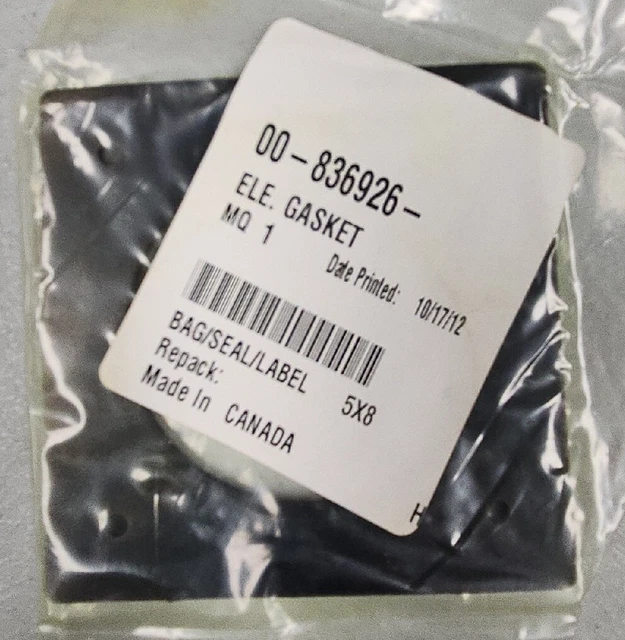 00-836926-
ELE. GASKET
MQ 1
Date Printed: 10/17/12
BAG/SEAL/LABEL 5X8
Repack:
Made In CANADA
H